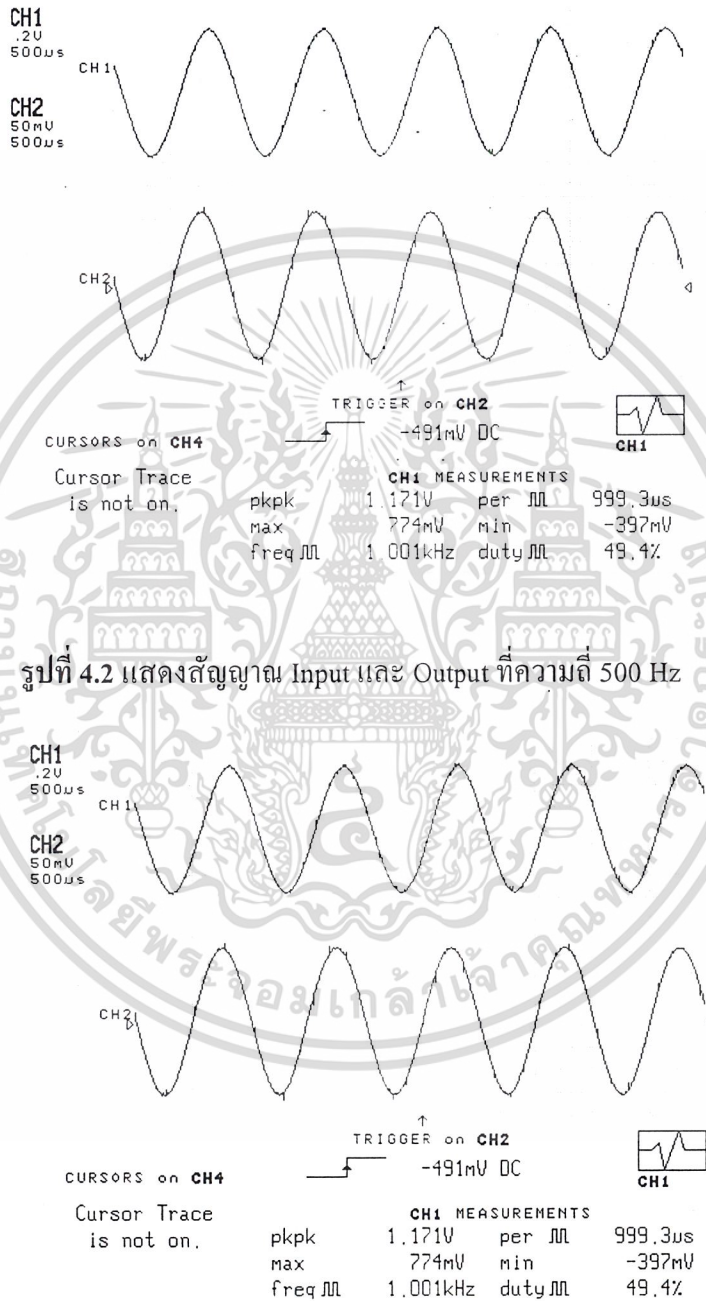 CH1
.2V
500us
CH1
CH2
50mV
500us
CH2
TRIGGER on CH2
-491mV DC
CH1
CURSORS on CH4
Cursor Trace
is not on.
CH1 MEASUREMENTS
pkpk 1.171V per 999.3us
max 774mV min -397mV
freq 1.001kHz duty 49.4%
รูปที่ 4.2 แสดงสัญญาณ Input และ Output ที่ความถี่ 500 Hz
CH1
.2V
500us
CH1
CH2
50mV
500us
CH2
TRIGGER on CH2
-491mV DC
CH1
CURSORS on CH4
Cursor Trace
is not on.
CH1 MEASUREMENTS
pkpk 1.171V per 999.3us
max 774mV min -397mV
freq 1.001kHz duty 49.4%